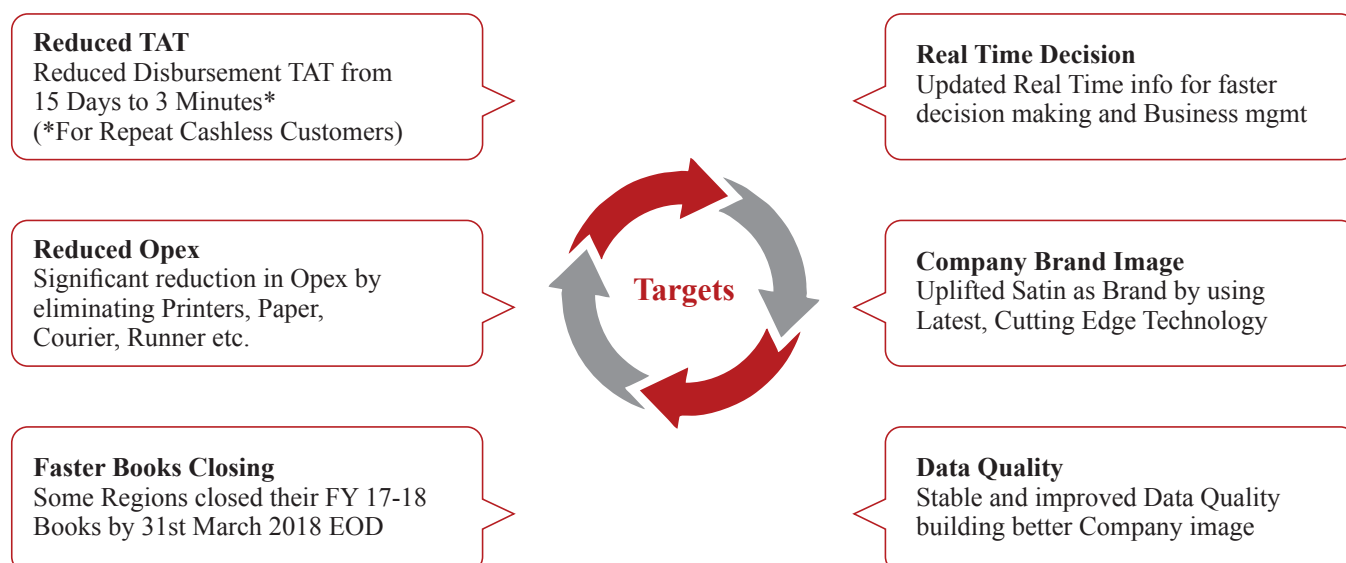 Reduced TAT
Reduced Disbursement TAT from
15 Days to 3 Minutes*
(*For Repeat Cashless Customers)
Reduced Opex
Significant reduction in Opex by
eliminating Printers, Paper,
Courier, Runner etc.
Faster Books Closing
Some Regions closed their FY 17-18
Books by 31st March 2018 EOD
Targets
Real Time Decision
Updated Real Time info for faster
decision making and Business mgmt
Company Brand Image
Uplifted Satin as Brand by using
Latest, Cutting Edge Technology
Data Quality
Stable and improved Data Quality
building better Company image